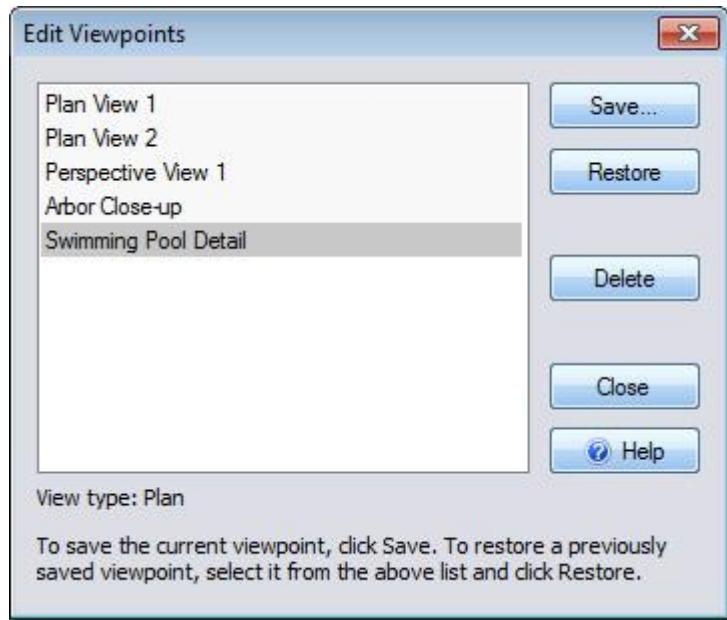 Edit Viewpoints
Plan View 1
Plan View 2
Perspective View 1
Arbor Close-up
Swimming Pool Detail
Save...
Restore
Delete
Close
Help
View type: Plan
To save the current viewpoint, click Save. To restore a previously
saved viewpoint, select it from the above list and click Restore.